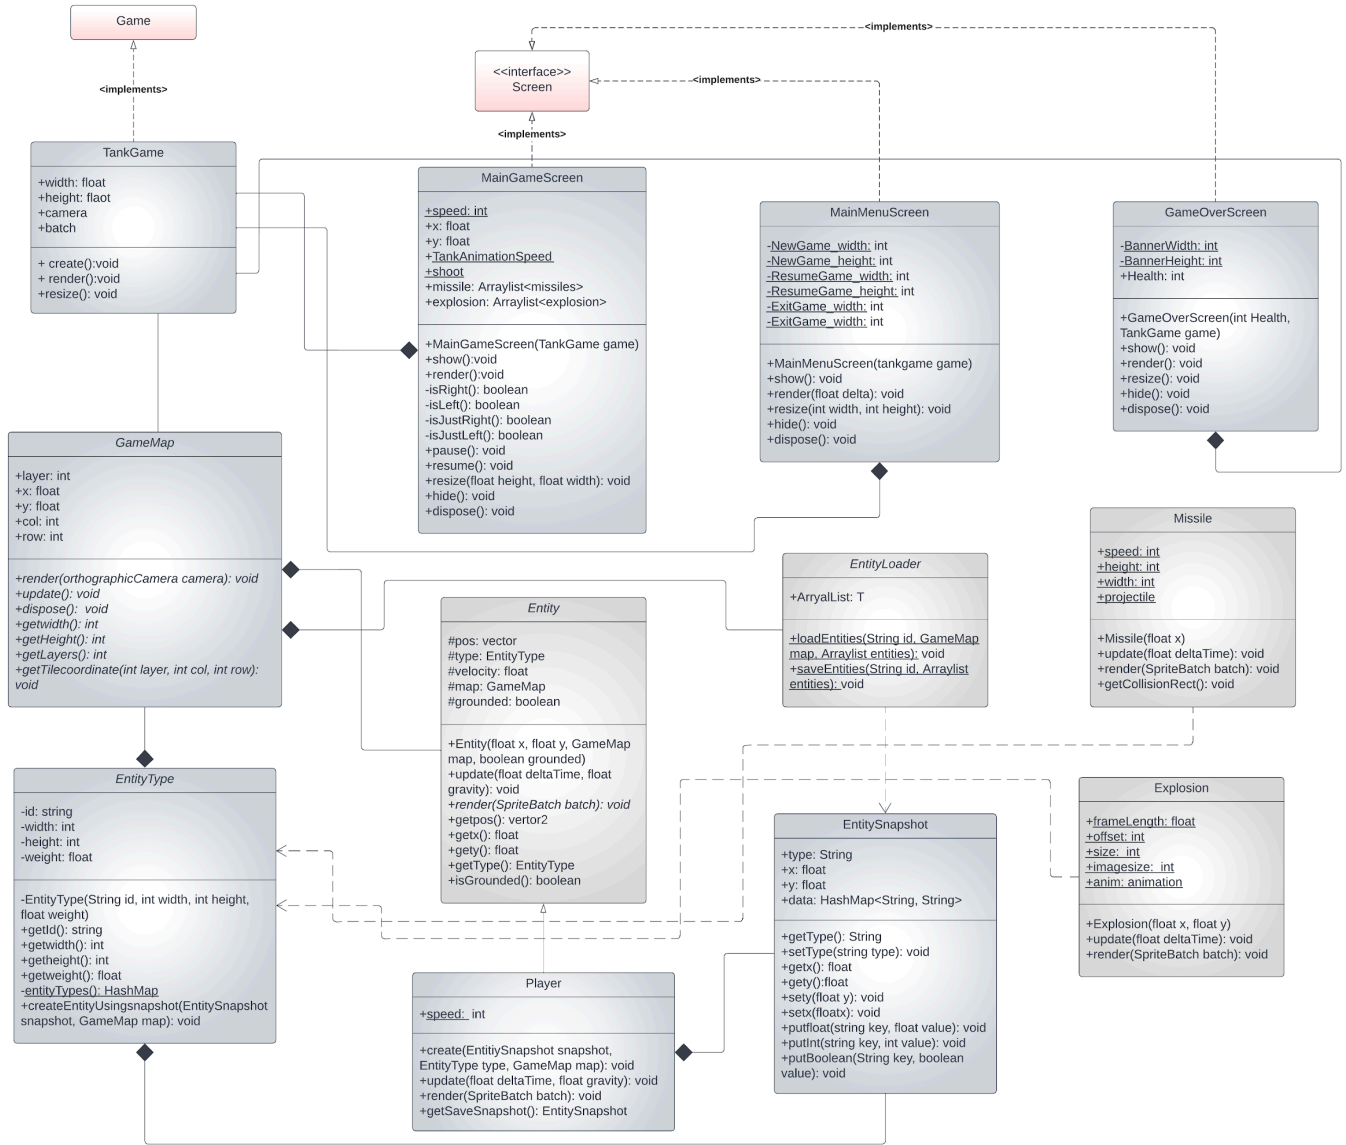 Game
<implements>
<<interface>>
Screen
<implements>
<implements>
<implements>
TankGame
+width: float
+height: flaot
+camera
+batch
+ create():void
+ render():void
+resize(): void
MainGameScreen
+speed: int
+x: float
+y: float
+TankAnimationSpeed
+shoot
+missile: Arraylist<missiles>
+explosion: Arraylist<explosion>
+MainGameScreen(TankGame game)
+show():void
+render():void
-isRight(): boolean
-isLeft(): boolean
-isJustRight(): boolean
-isJustLeft(): boolean
+pause(): void
+resume(): void
+resize(float height, float width): void
+hide(): void
+dispose(): void
MainMenuScreen
-NewGame_width: int
-NewGame_height: int
-ResumeGame_width: int
-ResumeGame_height: int
-ExitGame_width: int
-ExitGame_width: int
+MainMenuScreen(tankgame game)
+show(): void
+render(float delta): void
+resize(int width, int height): void
+hide(): void
+dispose(): void
GameOverScreen
-BannerWidth: int
-BannerHeight: int
+Health: int
+GameOverScreen(int Health,
TankGame game)
+show(): void
+render(): void
+resize(): void
+hide(): void
+dispose(): void
GameMap
+layer: int
+x: float
+y: float
+col: int
+row: int
+render(orthographicCamera camera): void
+update(): void
+dispose():  void
+getwidth(): int
+getHeight(): int
+getLayers(): int
+getTilecoordinate(int layer, int col, int row):
void
Entity
#pos: vector
#type: EntityType
#velocity: float
#map: GameMap
#grounded: boolean
+Entity(float x, float y, GameMap
map, boolean grounded)
+update(float deltaTime, float
gravity): void
+render(SpriteBatch batch): void
+getpos(): vertor2
+getx(): float
+gety(): float
+getType(): EntityType
+isGrounded(): boolean
EntityLoader
+ArryalList: T
+loadEntities(String id, GameMap
map, Arraylist entities): void
+saveEntities(String id, Arraylist
entities): void
Missile
+speed: int
+height: int
+width: int
+projectile
+Missile(float x)
+update(float deltaTime): void
+render(SpriteBatch batch): void
+getCollisionRect(): void
EntityType
-id: string
-width: int
-height: int
-weight: float
-EntityType(String id, int width, int height,
float weight)
+getId(): string
+getwidth(): int
+getheight(): int
+getweight(): float
-entityTypes(): HashMap
+createEntityUsingsnapshot(EntitySnapshot
snapshot, GameMap map): void
EntitySnapshot
+type: String
+x: float
+y: float
+data: HashMap<String, String>
+getType(): String
+setType(string type): void
+getx(): float
+gety():float
+sety(float y): void
+setx(floatx): void
+putfloat(string key, float value): void
+putInt(string key, int value): void
+putBoolean(String key, boolean
value): void
Explosion
+frameLength: float
+offset: int
+size:  int
+imagesize:  int
+anim: animation
+Explosion(float x, float y)
+update(float deltaTime): void
+render(SpriteBatch batch): void
Player
+speed:  int
+create(EntitiySnapshot snapshot,
EntityType type, GameMap map): void
+update(float deltaTime, float gravity): void
+render(SpriteBatch batch): void
+getSaveSnapshot(): EntitySnapshot